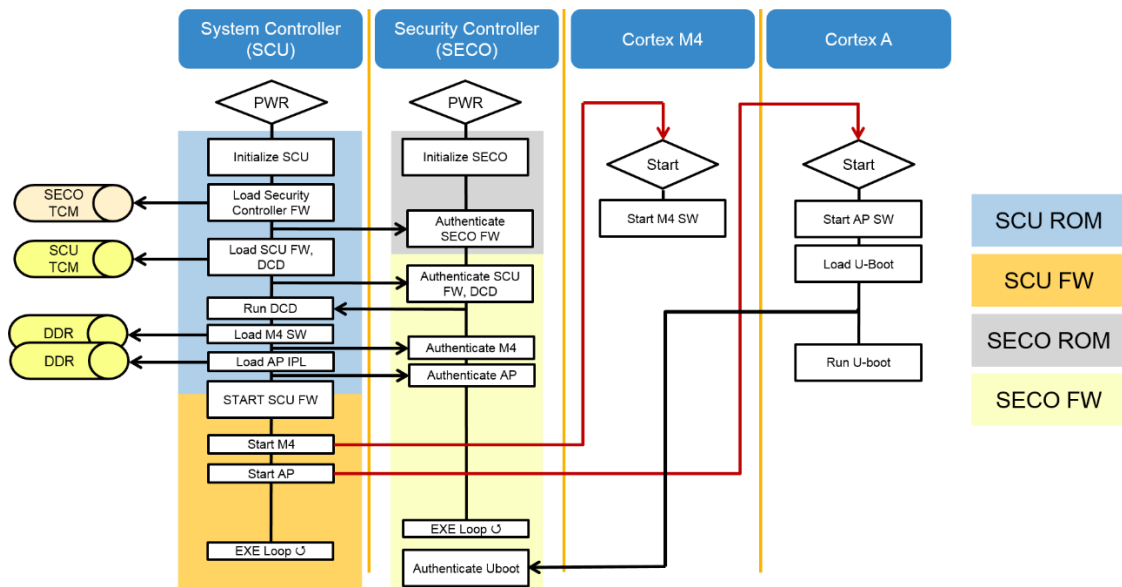 System Controller
(SCU)
Security Controller
(SECO)
Cortex M4
Cortex A
PWR
PWR
Initialize SCU
Initialize SECO
Start
Start
SECO
TCM
Load Security
Controller FW
Start M4 SW
Start AP SW
Authenticate
SECO FW
SCU ROM
SCU
TCM
Load SCU FW,
DCD
Load U-Boot
Authenticate SCU
FW, DCD
SCU FW
Run DCD
DDR
Load M4 SW
Authenticate M4
DDR
Load AP IPL
Authenticate AP
Run U-boot
SECO ROM
START SCU FW
SECO FW
Start M4
Start AP
EXE Loop ↺
EXE Loop ↺
Authenticate Uboot